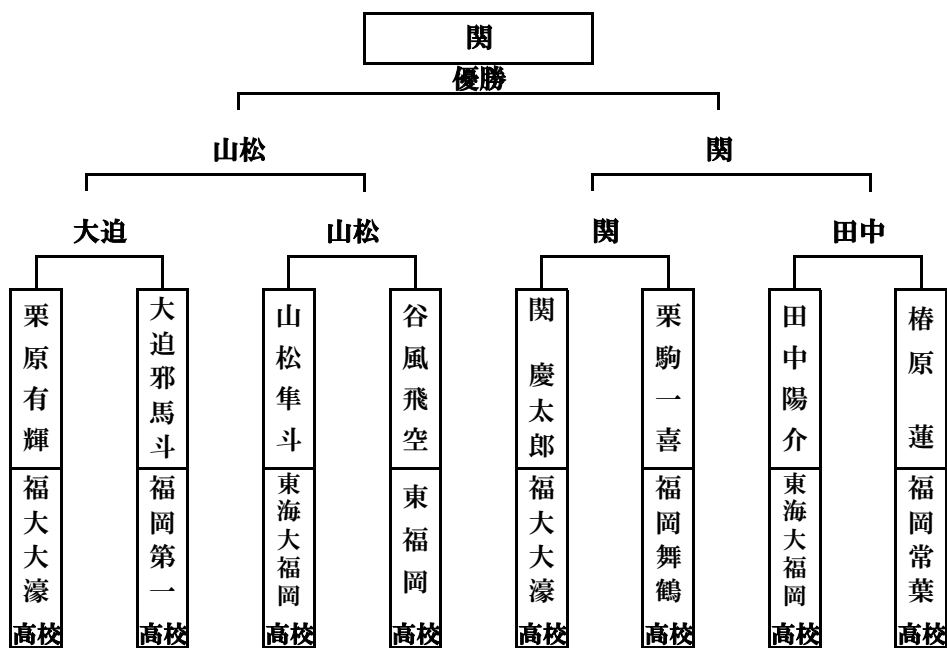 関
優勝
山松
関
大迫
山松
関
田中
栗原有輝
福大大濠
高校
大迫邪馬斗
福岡第一
高校
山松隼斗
東海大福岡
高校
谷風飛空
東福岡
高校
関 慶太郎
福大大濠
高校
栗駒一喜
福岡舞鶴
高校
田中陽介
東海大福岡
高校
椿原 蓮
福岡常葉
高校